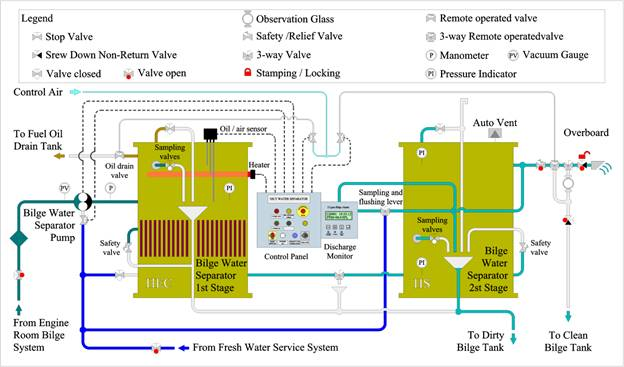 Legend
Stop Valve
Srew Down Non-Return Valve
Valve closed
Valve open
Observation Glass
Safety /Relief Valve
3-way Valve
Stamping / Locking
Remote operated valve
3-way Remote operatedvalve
P
Manometer
PV
Vacuum Gauge
PI
Pressure Indicator
Control Air
To Fuel Oil
Drain Tank
Oil drain
valve
Sampling
valves
Oil / air sensor
Heater
PV
P
PI
Bilge Water
Separator
Pump
Safety
valve
Bilge Water
Separator
1st Stage
HEC
OILY WATER SEPARATOR
Control Panel
Discharge
Monitor
Sampling and
flushing lever
PI
Auto Vent
Overboard
Sampling
valves
PI
Safety
valve
Bilge Water
Separator
2st Stage
HS
From Engine
Room Bilge
System
From Fresh Water Service System
To Dirty
Bilge Tank
To Clean
Bilge Tank